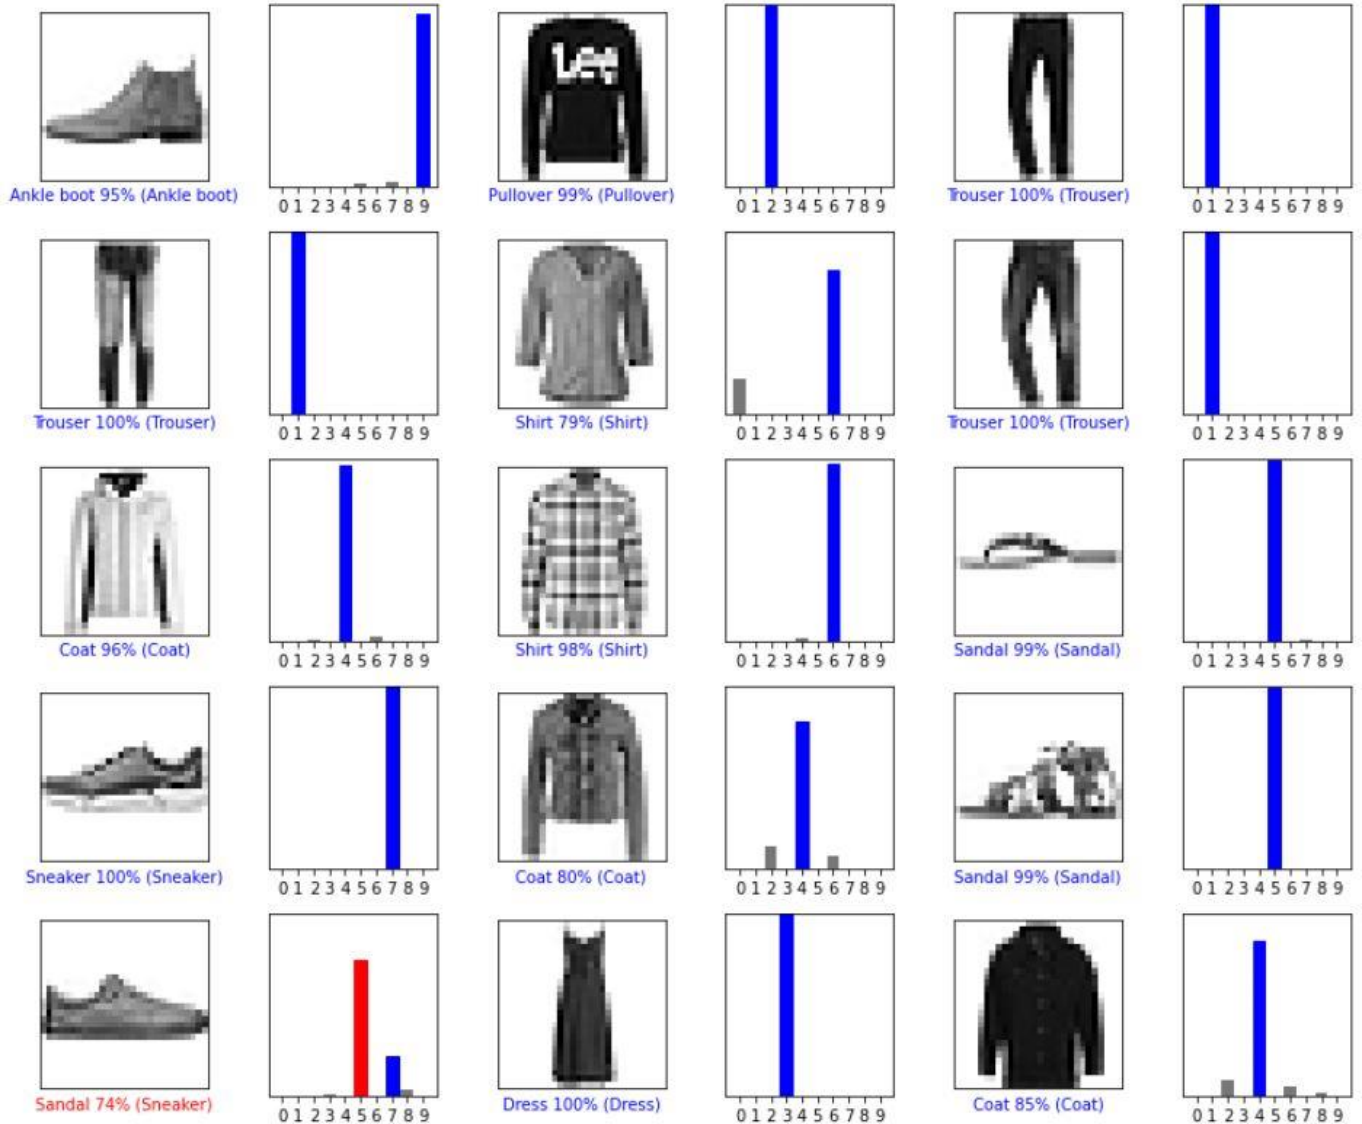 Lee
Ankle boot 95% (Ankle boot)
0 1 2 3 4 5 6 7 8 9
Pullover 99% (Pullover)
0 1 2 3 4 5 6 7 8 9
Trouser 100% (Trouser)
0 1 2 3 4 5 6 7 8 9
Trouser 100% (Trouser)
0 1 2 3 4 5 6 7 8 9
Shirt 79% (Shirt)
0 1 2 3 4 5 6 7 8 9
Trouser 100% (Trouser)
0 1 2 3 4 5 6 7 8 9
Coat 96% (Coat)
0 1 2 3 4 5 6 7 8 9
Shirt 98% (Shirt)
0 1 2 3 4 5 6 7 8 9
Sandal 99% (Sandal)
0 1 2 3 4 5 6 7 8 9
Sneaker 100% (Sneaker)
0 1 2 3 4 5 6 7 8 9
Coat 80% (Coat)
0 1 2 3 4 5 6 7 8 9
Sandal 99% (Sandal)
0 1 2 3 4 5 6 7 8 9
Sandal 74% (Sneaker)
0 1 2 3 4 5 6 7 8 9
Dress 100% (Dress)
0 1 2 3 4 5 6 7 8 9
Coat 85% (Coat)
0 1 2 3 4 5 6 7 8 9